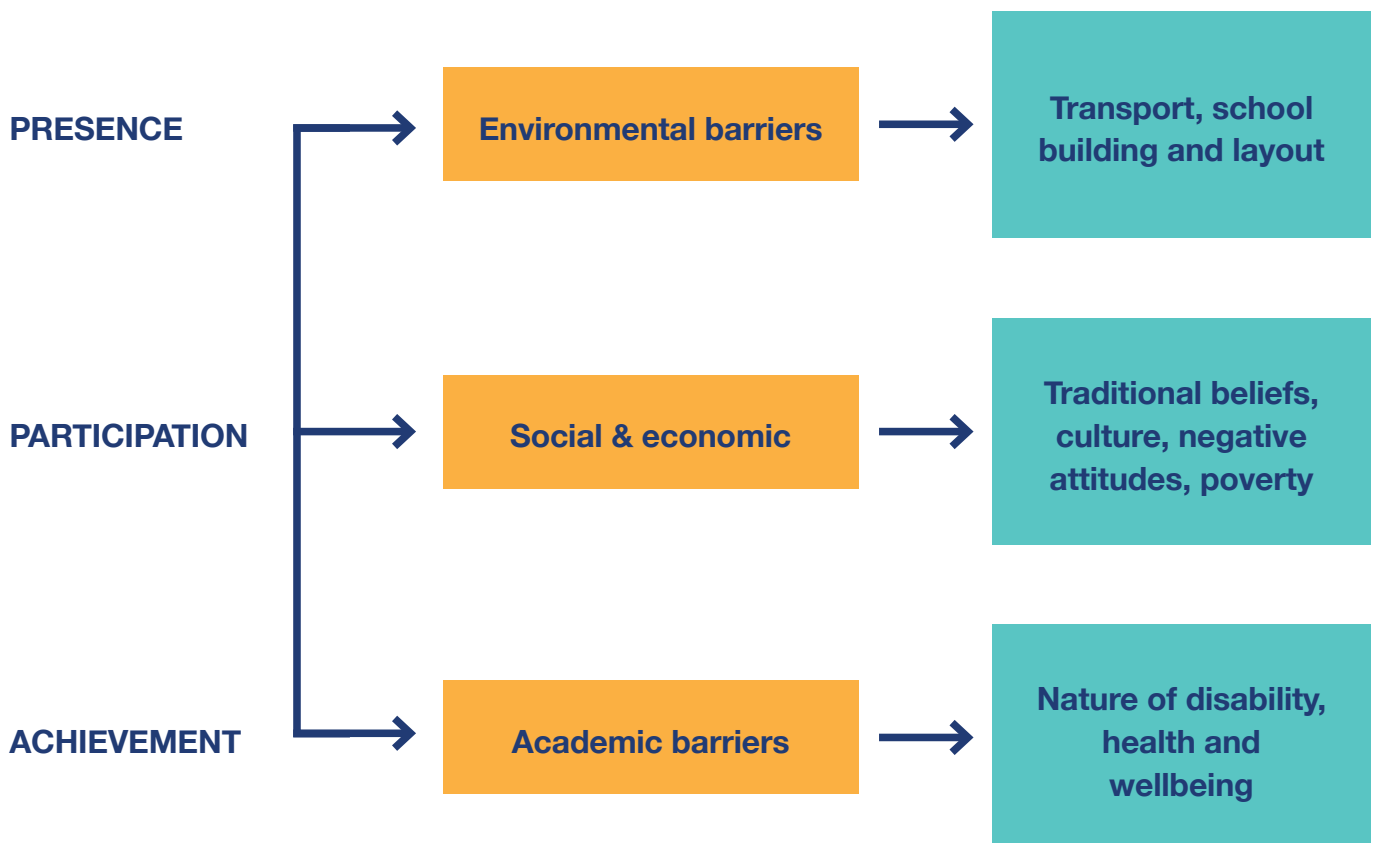 PRESENCE
Environmental barriers
Transport, school
building and layout
PARTICIPATION
Social & economic
Traditional beliefs,
culture, negative
attitudes, poverty
ACHIEVEMENT
Academic barriers
Nature of disability,
health and
wellbeing